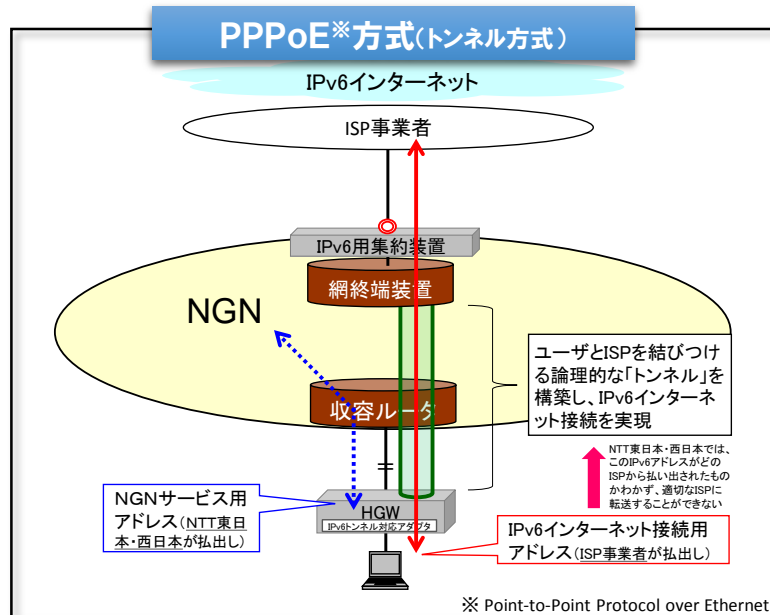 PPPoE※方式(トンネル方式)
IPv6インターネット
ISP事業者
IPv6用集約装置
網終端装置
NGN
収容ルータ
ユーザとISPを結びつけ
る論理的な「トンネル」を
構築し、IPv6インターネ
ット接続を実現
NTT東日本・西日本では、
このIPv6アドレスがどの
ISPから払い出されたもの
かわかず、適切なISPに
転送することができない
NGNサービス用
アドレス(NTT東日
本・西日本が払出し)
HGW
IPv6トンネル対応アダプタ
IPv6インターネット接続用
アドレス(ISP事業者が払出し)
※ Point-to-Point Protocol over Ethernet